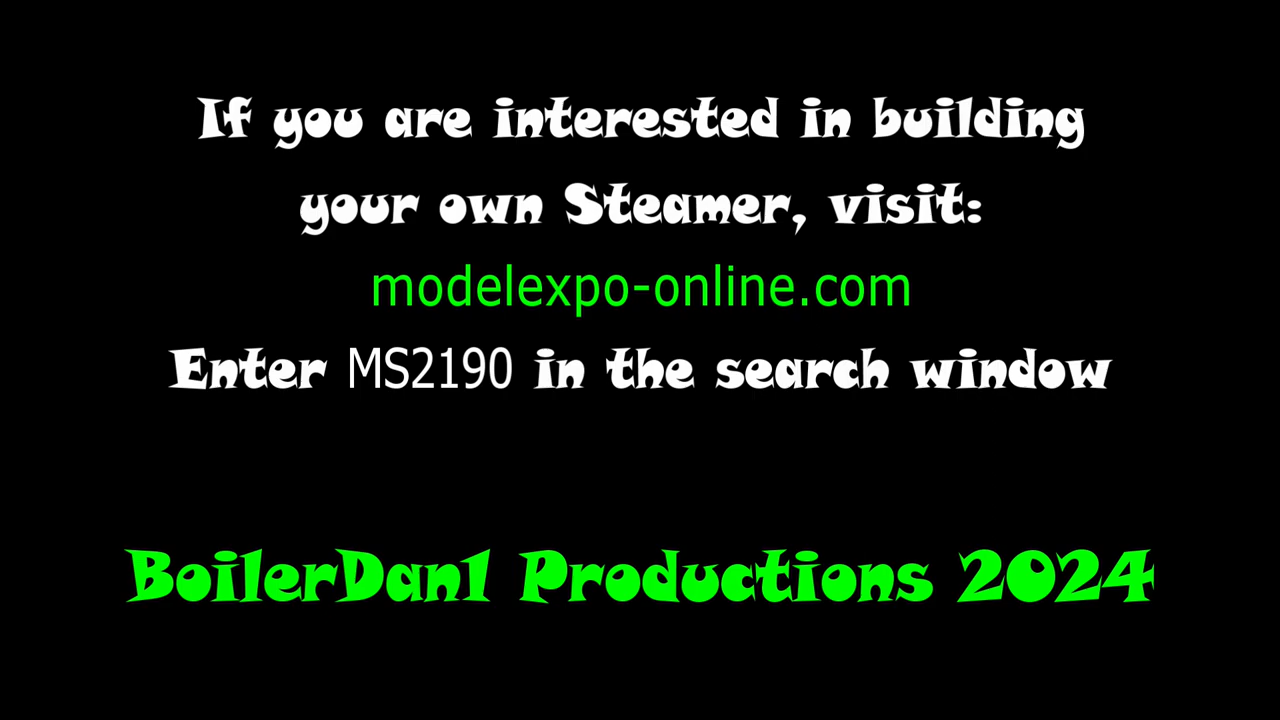 If you are interested in building
your own Steamer, visit:
modelexpo-online.com
Enter MS2190 in the search window
BoilerDan1 Productions 2024